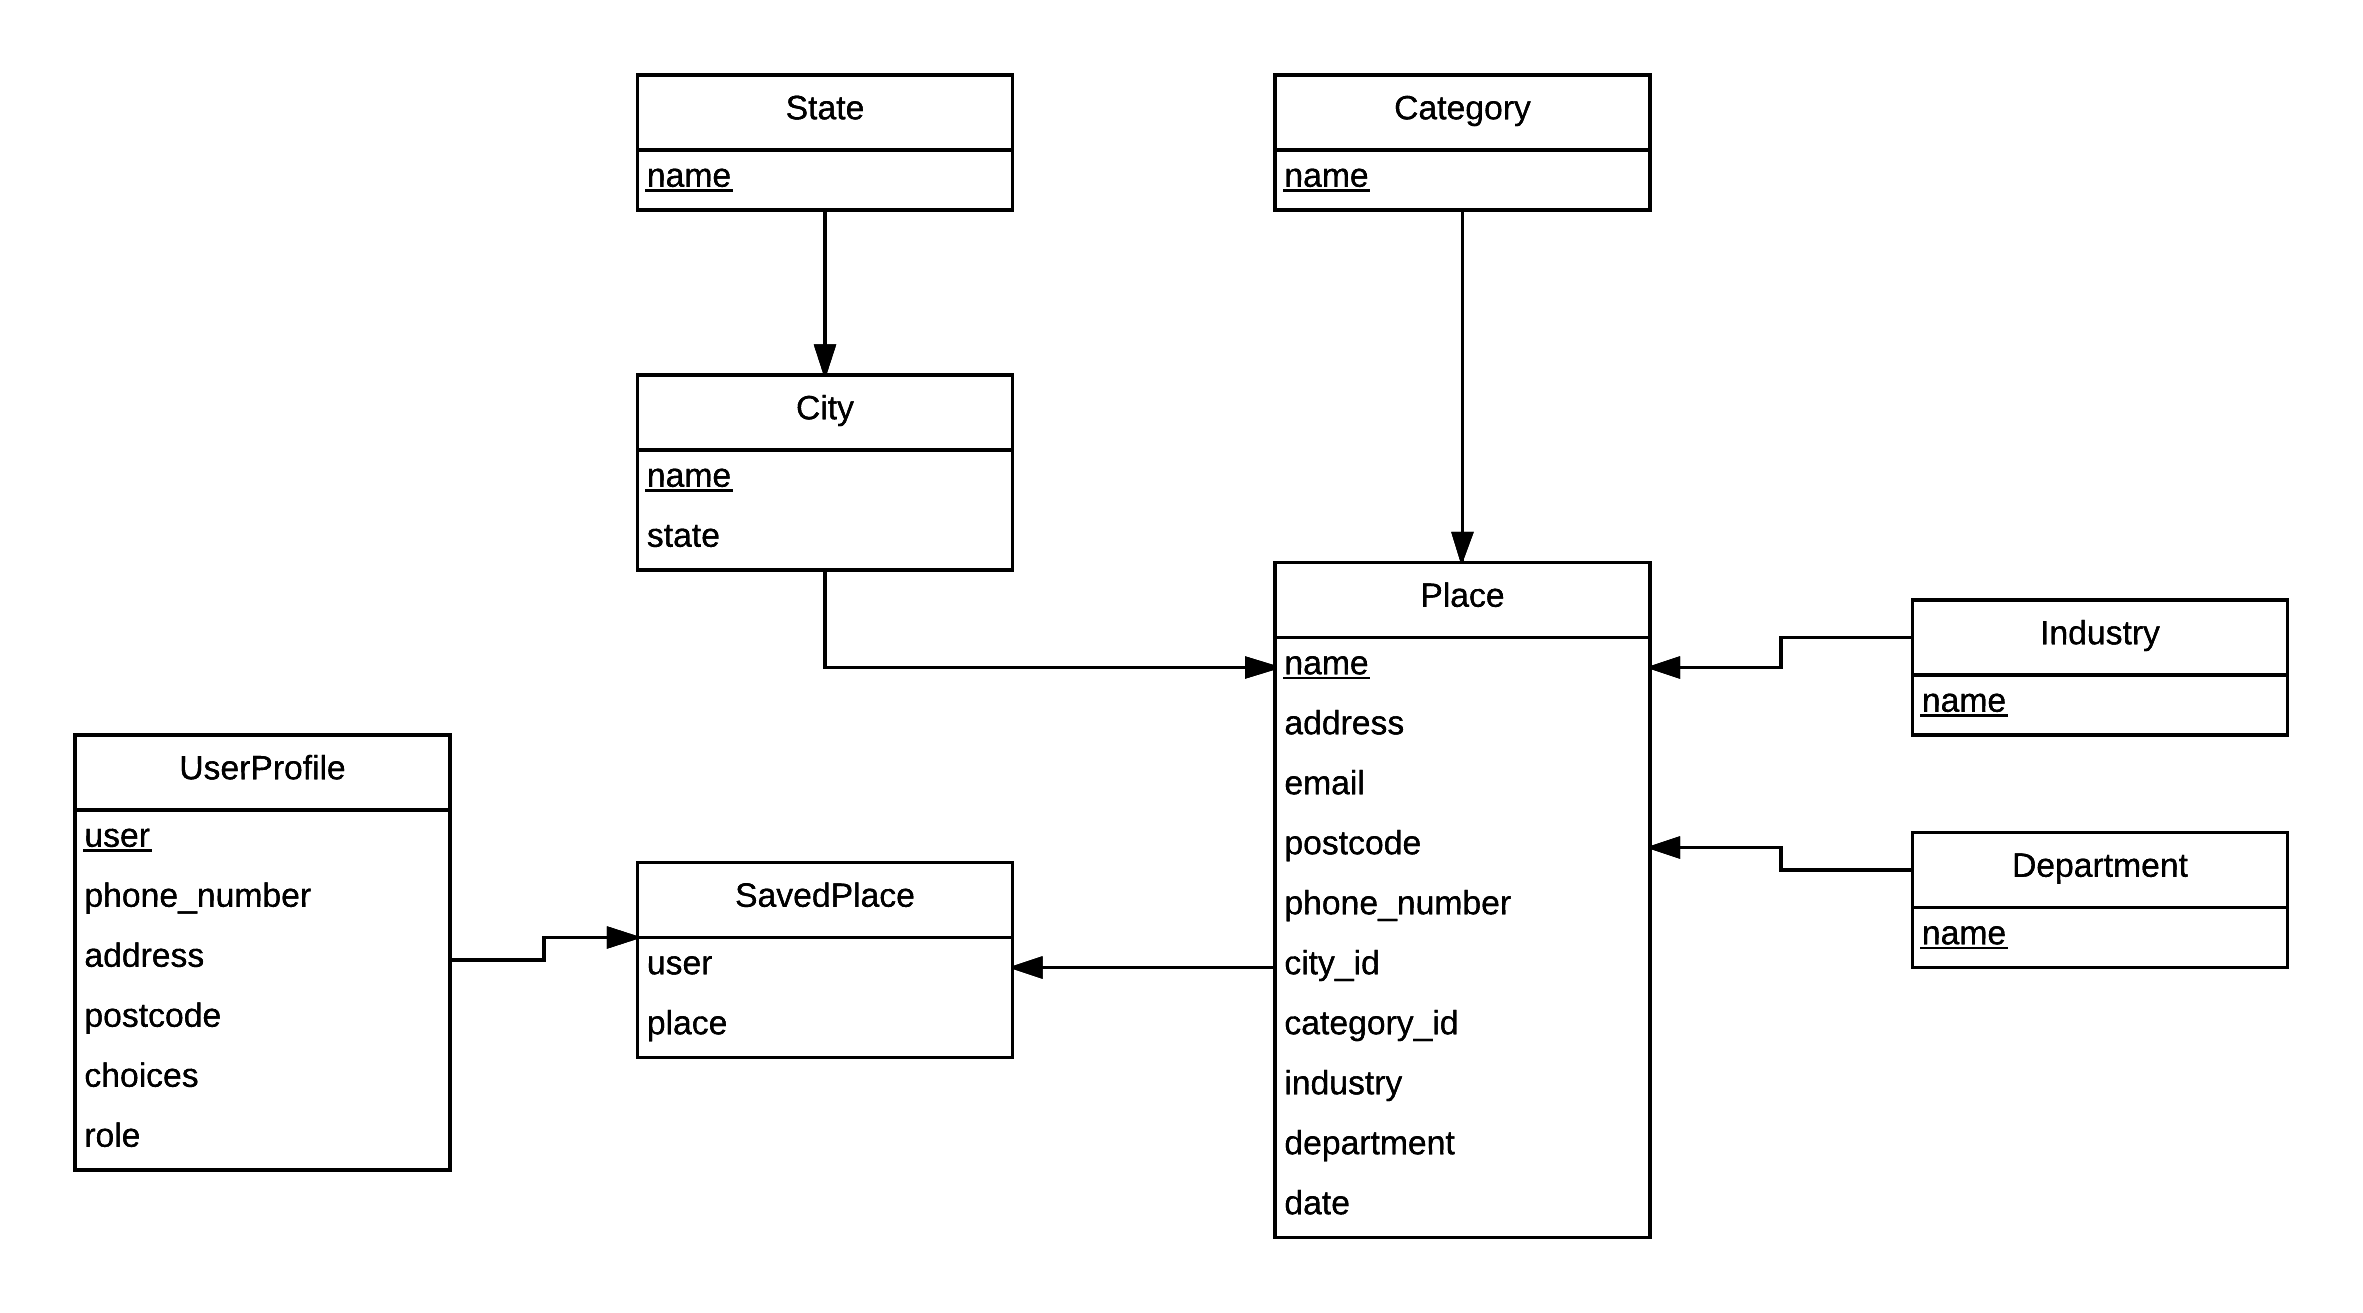 State
name
Category
name
City
name
state
Place
name
address
email
postcode
phone_number
city_id
category_id
industry
department
date
Industry
name
Department
name
UserProfile
user
phone_number
address
postcode
choices
role
SavedPlace
user
place